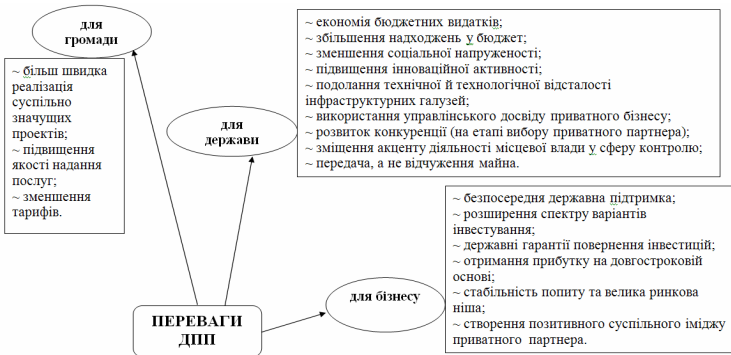 для
громади
~ більш швидка
реалізація
суспільно
значущих
проектів;
~ підвищення
якості надання
послуг;
~ зменшення
тарифів.
для
держави
~ економія бюджетних видатків;
~ збільшення надходжень у бюджет;
~ зменшення соціальної напруженості;
~ підвищення інноваційної активності;
~ подолання технічної й технологічної відсталості
інфраструктурних галузей;
~ використання управлінського досвіду приватного бізнесу;
~ розвиток конкуренції (на етапі вибору приватного партнера);
~ зміщення акценту діяльності місцевої влади у сферу контролю;
~ передача, а не відчуження майна.
для бізнесу
~ безпосередня державна підтримка;
~ розширення спектру варіантів
інвестування;
~ державні гарантії повернення інвестицій;
~ отримання прибутку на довгостроковій
основі;
~ стабільність попиту та велика ринкова
ніша;
~ створення позитивного суспільного іміджу
приватного партнера.
ПЕРЕВАГИ
ДПП